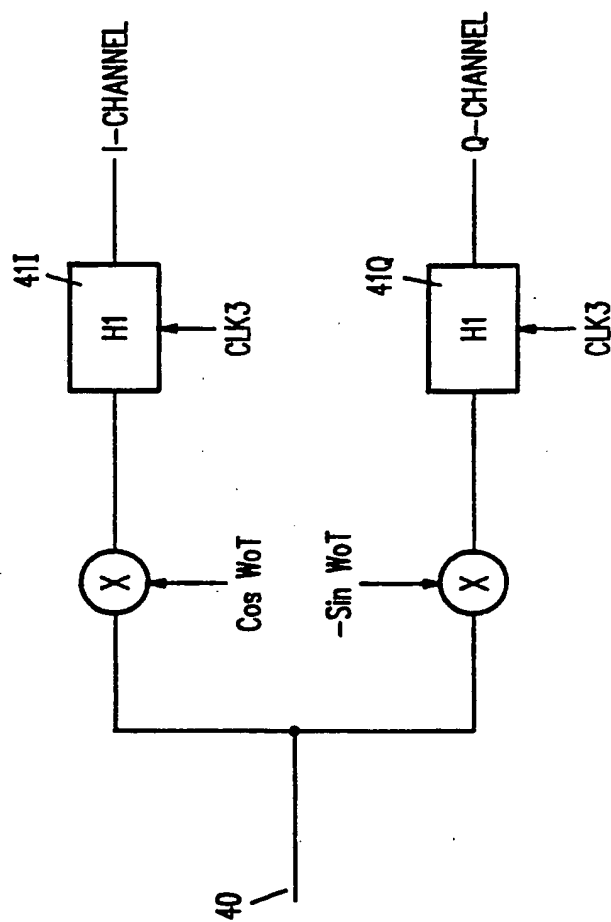 40
X
Cos WoT
41I
H1
CLK3
I-CHANNEL
X
-Sin WoT
41Q
H1
CLK3
Q-CHANNEL